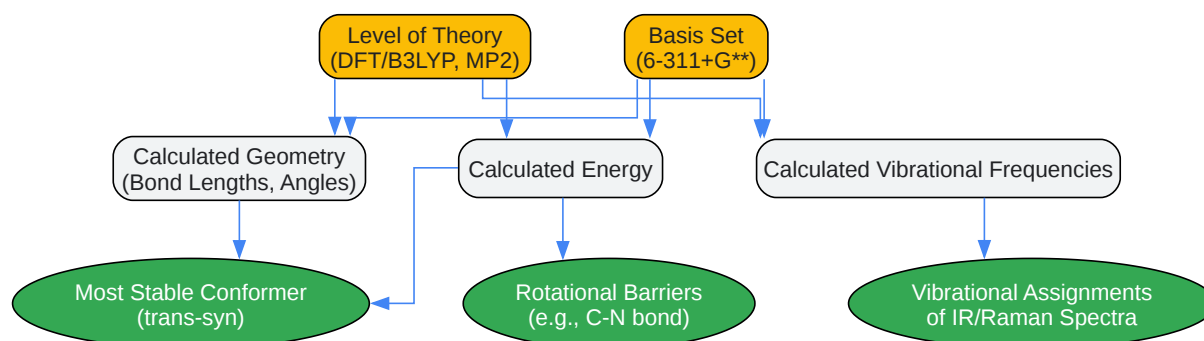 Level of Theory
(DFT/B3LYP, MP2)
Basis Set
(6-311+G**)
Calculated Geometry
(Bond Lengths, Angles)
Calculated Energy
Calculated Vibrational Frequencies
Most Stable Conformer
(trans-syn)
Rotational Barriers
(e.g., C-N bond)
Vibrational Assignments
of IR/Raman Spectra